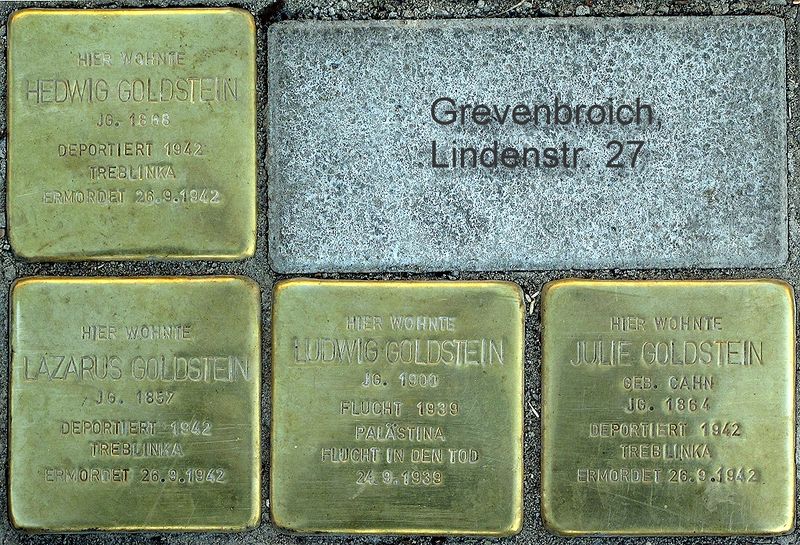 HIER WOHNTE
HEDWIG GOLDSTEIN
JG. 1868
DEPORTIERT 1942
TREBLINKA
ERMORDET 26.9.1942
Grevenbroich,
Lindenstr. 27
HIER WOHNTE
LAZARUS GOLDSTEIN
JG. 1857
DEPORTIERT 1942
TREBLINKA
ERMORDET 26.9.1942
HIER WOHNTE
LUDWIG GOLDSTEIN
JG. 1900
FLUCHT 1939
PALÄSTINA
FLUCHT IN DEN TOD
24.9.1939
HIER WOHNTE
JULIE GOLDSTEIN
GEB. CAHN
JG. 1864
DEPORTIERT 1942
TREBLINKA
ERMORDET 26.9.1942